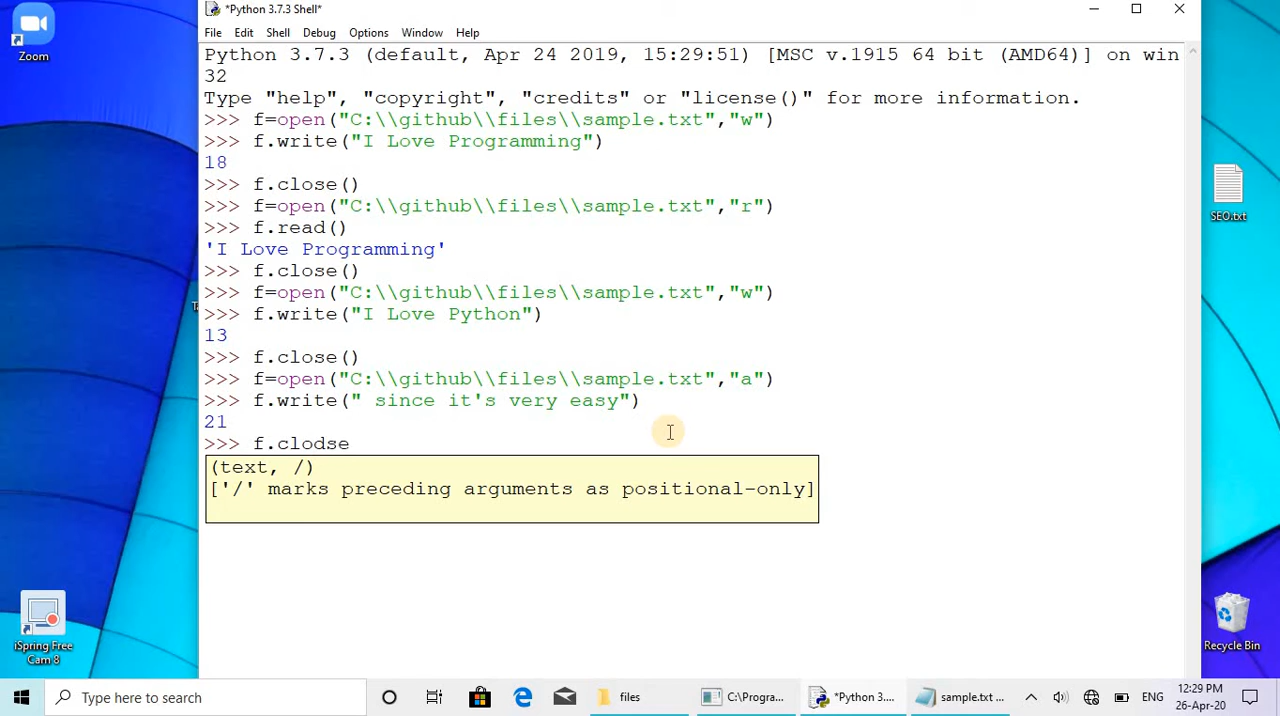 *Python 3.7.3 Shell*
File Edit Shell Debug Options Window Help
Python 3.7.3 (default, Apr 24 2019, 15:29:51) [MSC v.1915 64 bit (AMD64)] on win
32
Type "help", "copyright", "credits" or "license()" for more information.
>>> f=open("C:\\github\\files\\sample.txt","w")
>>> f.write("I Love Programming")
18
>>> f.close()
>>> f=open("C:\\github\\files\\sample.txt","r")
>>> f.read()
'I Love Programming'
>>> f.close()
>>> f=open("C:\\github\\files\\sample.txt","w")
>>> f.write("I Love Python")
13
>>> f.close()
>>> f=open("C:\\github\\files\\sample.txt","a")
>>> f.write(" since it's very easy")
21
>>> f.clodse
(text, /)
['/' marks preceding arguments as positional-only]
Zoom
SEO.txt
iSpring Free
Cam 8
Recycle Bin
Type here to search
files
C:\Progra...
*Python 3....
sample.txt ...
ENG
12:29 PM
26-Apr-20